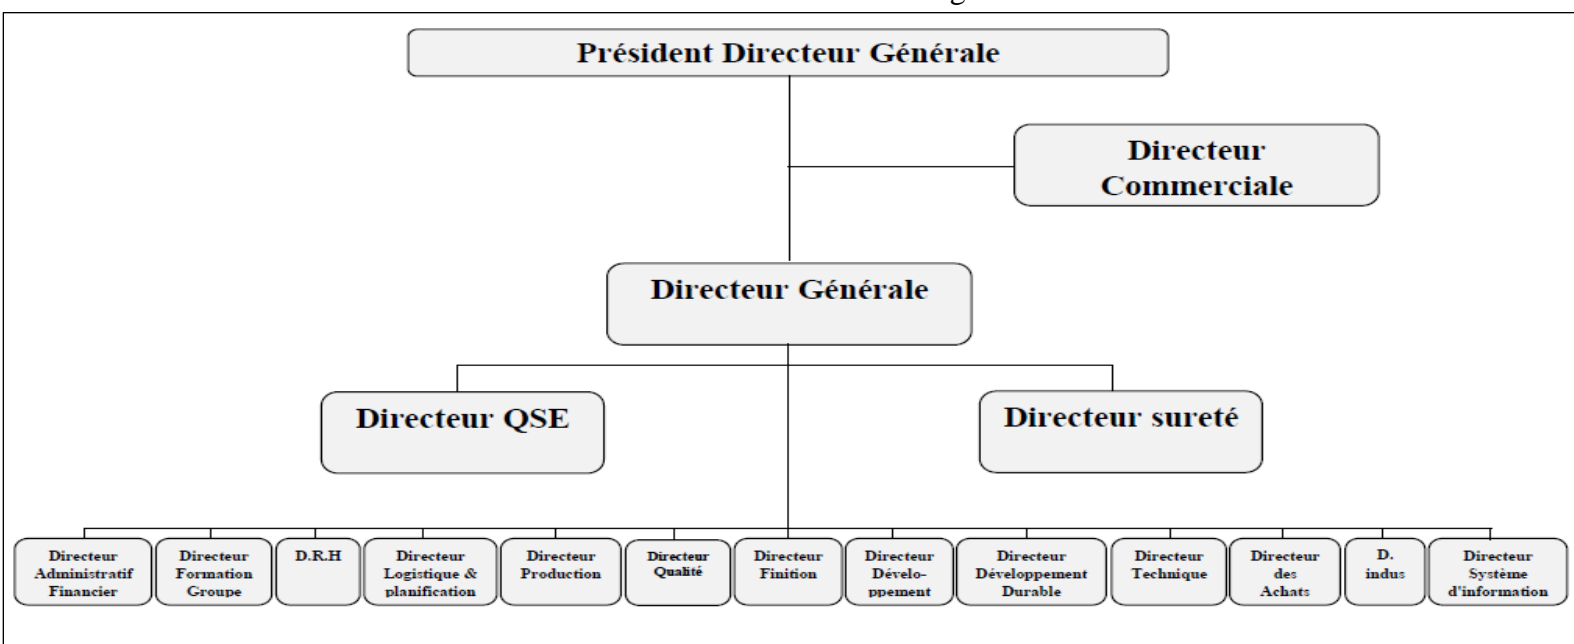 Président Directeur Générale
Directeur
Commerciale
Directeur Générale
Directeur QSE
Directeur sureté
Directeur
Administratif
Financier
Directeur
Formation
Groupe
D.R.H
Directeur
Logistique &
planification
Directeur
Production
Directeur
Qualité
Directeur
Finition
Directeur
Dévelo-
ppement
Directeur
Développement
Durable
Directeur
Technique
Directeur
des
Achats
D.
indus
Directeur
Système
d'information